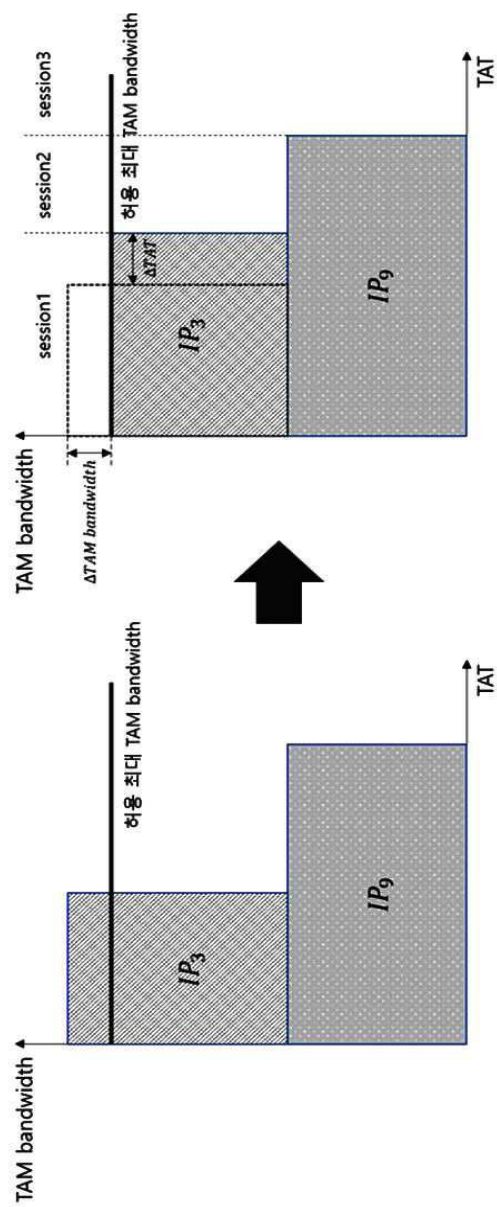 TAM bandwidth
허용 최대 TAM bandwidth
IP₃
IP₉
TAT
TAM bandwidth
ΔTAM bandwidth
session1
session2
session3
허용 최대 TAM bandwidth
ΔTAT
IP₃
IP₉
TAT